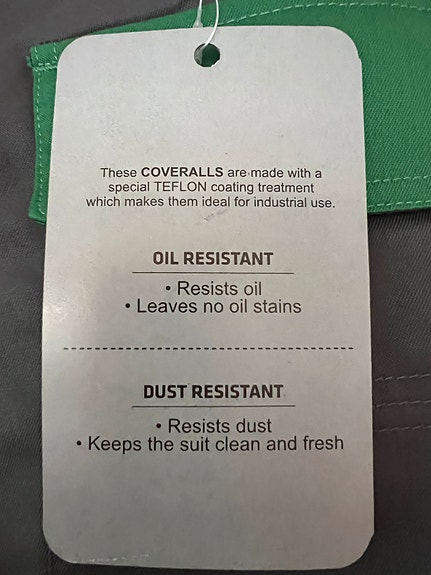 These COVERALLS are made with a
special TEFLON coating treatment
which makes them ideal for industrial use.
OIL RESISTANT
• Resists oil
• Leaves no oil stains
DUST RESISTANT
• Resists dust
• Keeps the suit clean and fresh